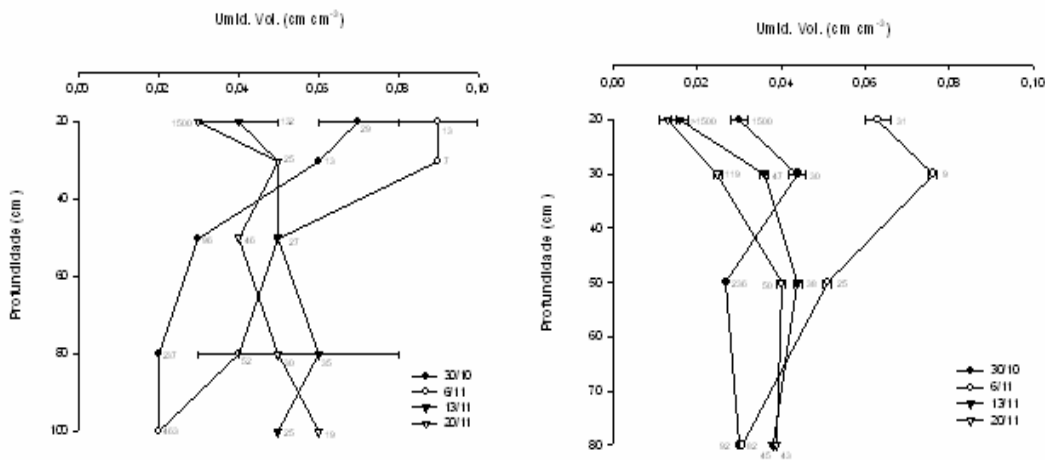 Umid. Vol. (cm cm⁻³)
0,00 0,02 0,04 0,06 0,08 0,10
Profundidade (cm)
20
40
60
80
100
1500 132 29 13
25 13 7
96 46 27
267 52 30 35
463 25 19
30/10
6/11
13/11
20/11
Umid. Vol. (cm cm⁻³)
0,00 0,02 0,04 0,06 0,08 0,10
Profundidade (cm)
20
30
40
50
60
70
80
>1500 1500 31
119 47 30 9
236 50 38 25
92 82 45 43
30/10
6/11
13/11
20/11